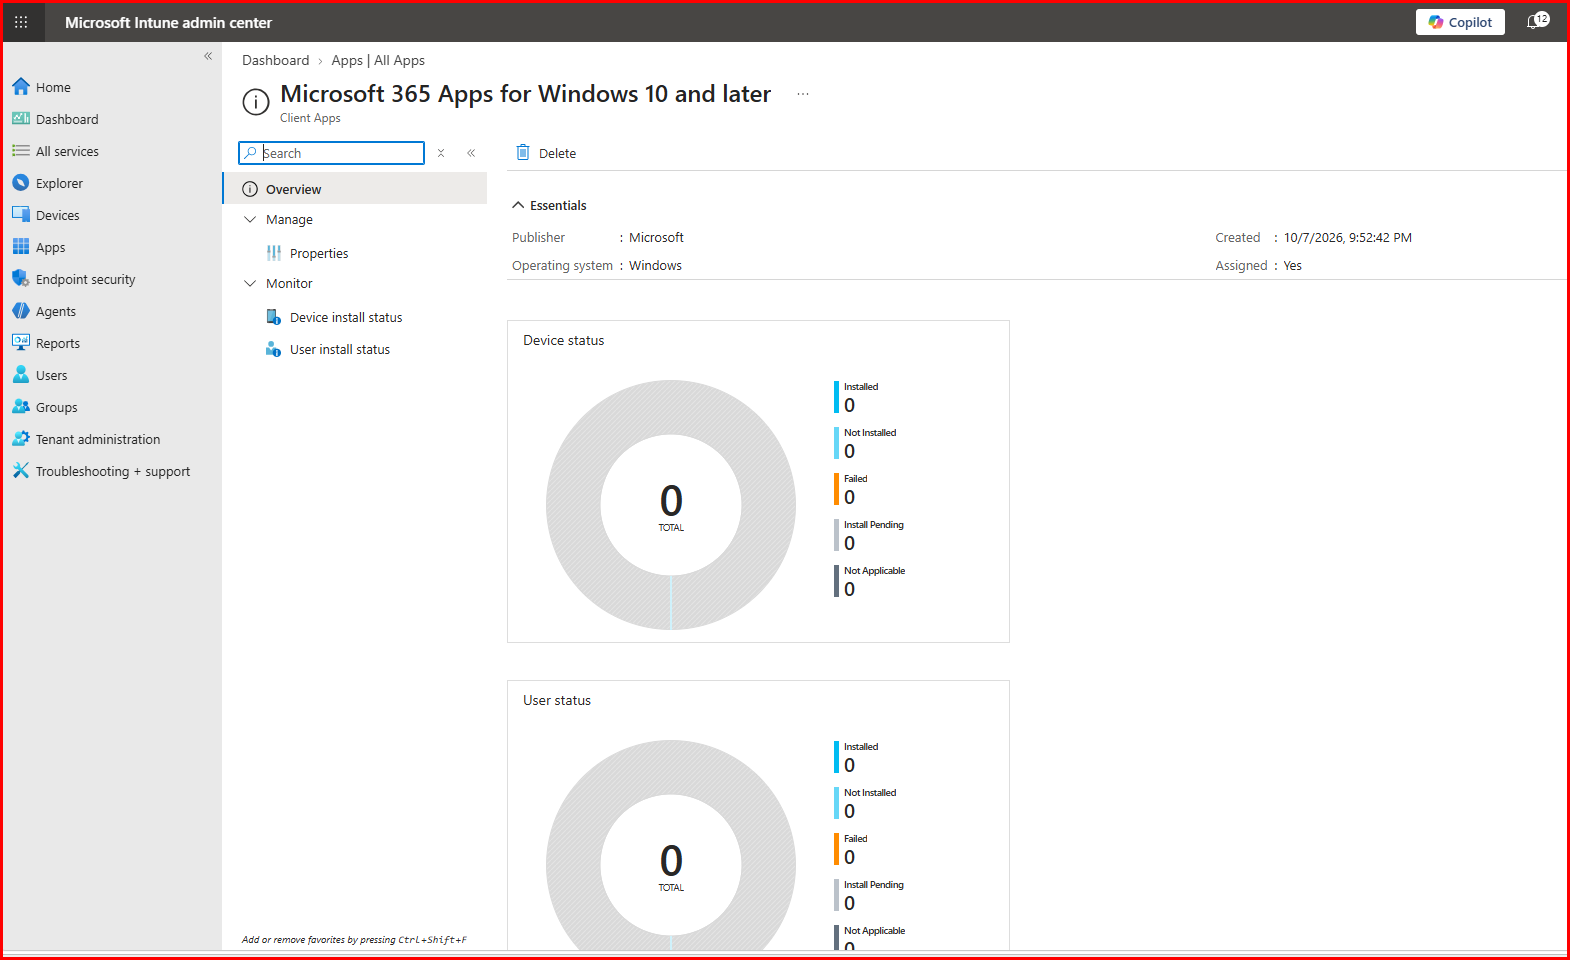 Microsoft Intune admin center
Copilot
12
Home
Dashboard
All services
Explorer
Devices
Apps
Endpoint security
Agents
Reports
Users
Groups
Tenant administration
Troubleshooting + support
Dashboard › Apps | All Apps
Microsoft 365 Apps for Windows 10 and later ...
Client Apps
Search
Overview
Manage
Properties
Monitor
Device install status
User install status
Add or remove favorites by pressing Ctrl+Shift+F
Delete
Essentials
Publisher : Microsoft
Created : 10/7/2026, 9:52:42 PM
Operating system : Windows
Assigned : Yes
Device status
0
TOTAL
Installed
0
Not Installed
0
Failed
0
Install Pending
0
Not Applicable
0
User status
0
TOTAL
Installed
0
Not Installed
0
Failed
0
Install Pending
0
Not Applicable
0